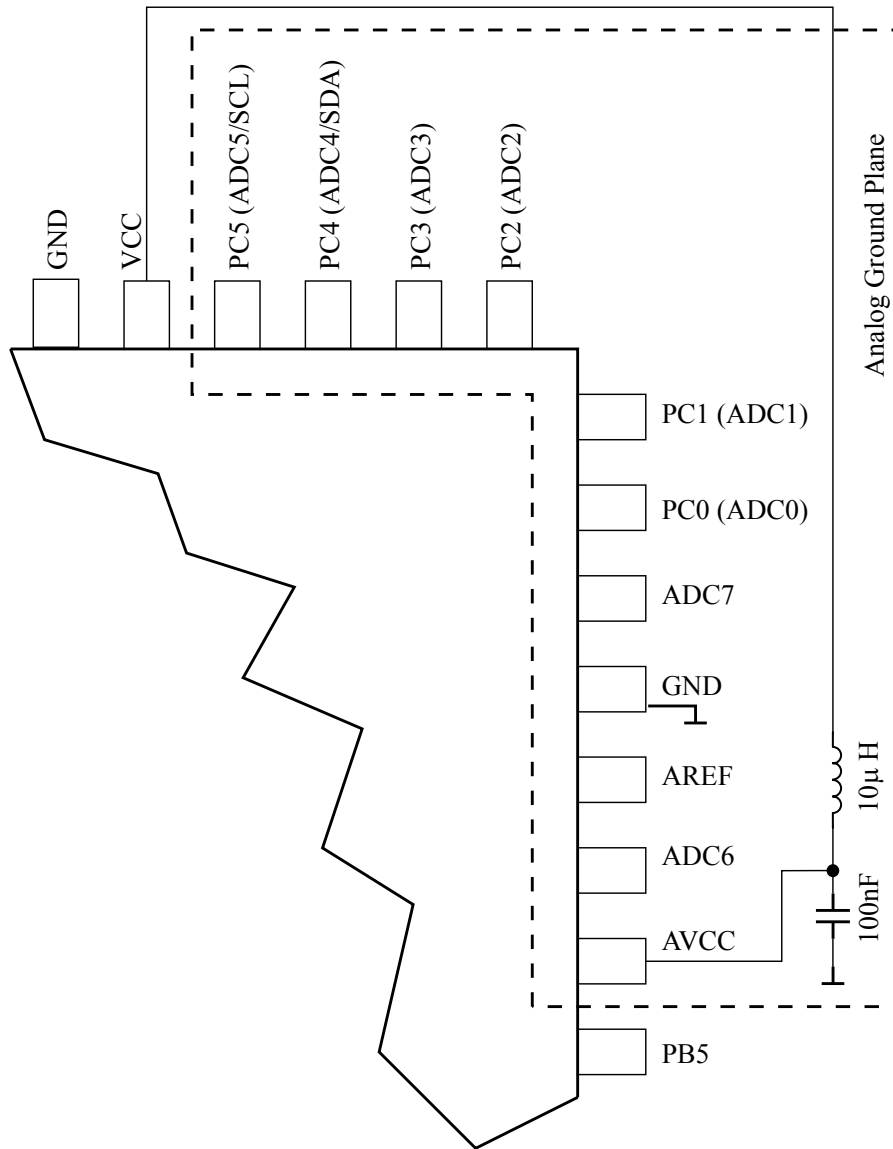 GND
VCC
PC5 (ADC5/SCL)
PC4 (ADC4/SDA)
PC3 (ADC3)
PC2 (ADC2)
Analog Ground Plane
PC1 (ADC1)
PC0 (ADC0)
ADC7
GND
AREF
10μ H
ADC6
100nF
AVCC
PB5